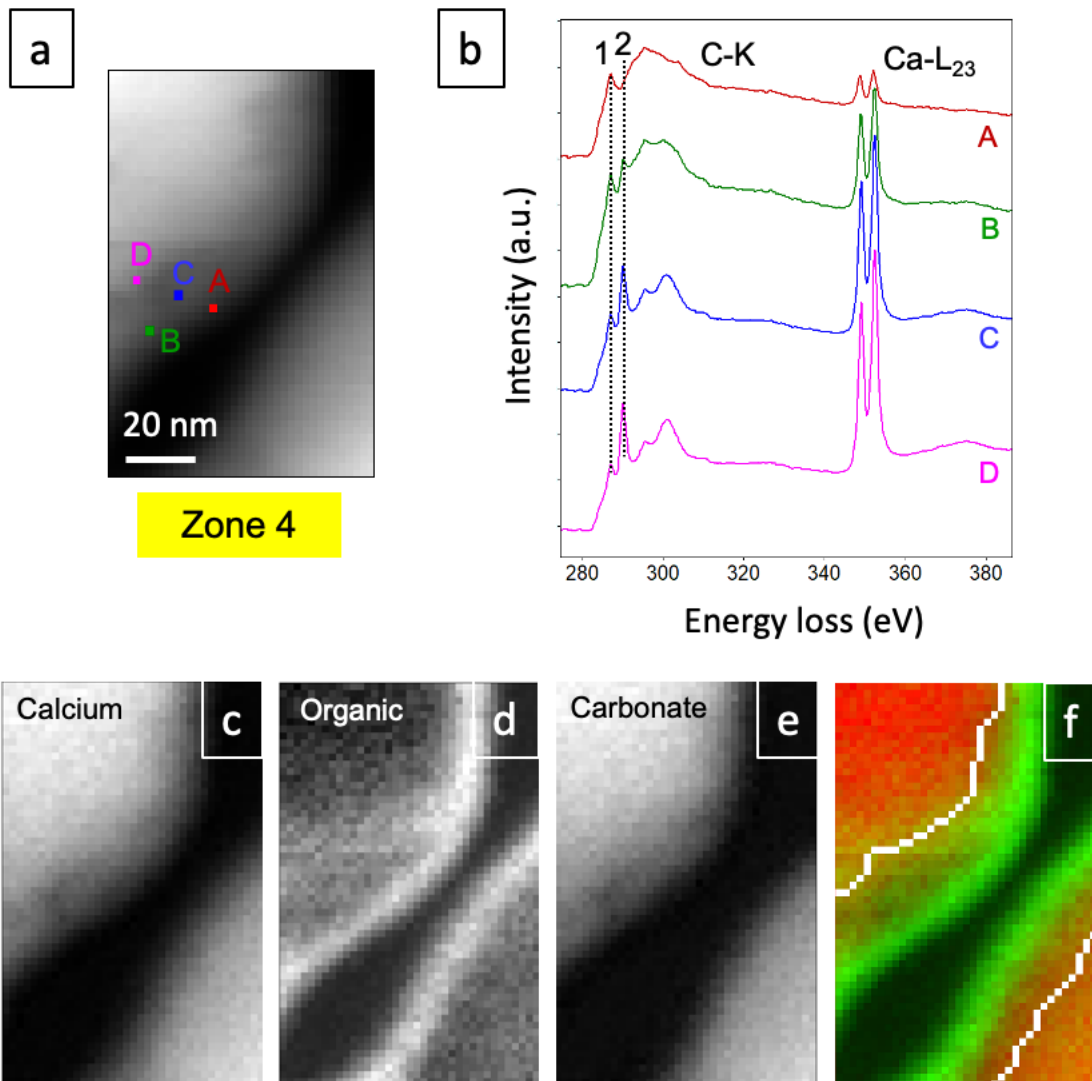 a
D
C
A
B
20 nm
Zone 4
b
1
2
C-K
Ca-L23
A
B
C
D
Intensity (a.u.)
280
300
320
340
360
380
Energy loss (eV)
Calcium
c
Organic
d
Carbonate
e
f